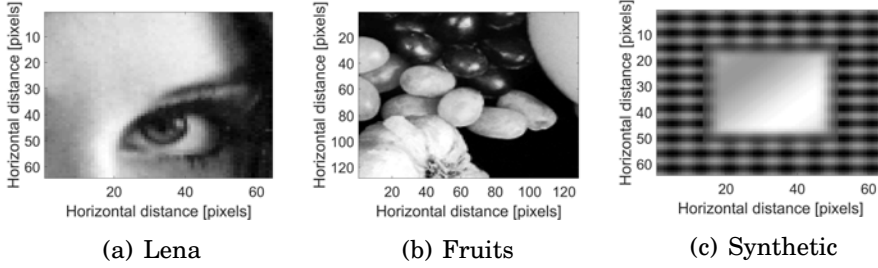 Horizontal distance [pixels]
10
20
30
40
50
60
20
40
60
Horizontal distance [pixels]
(a) Lena
Horizontal distance [pixels]
20
40
60
80
100
120
20 40 60 80 100 120
Horizontal distance [pixels]
(b) Fruits
Horizontal distance [pixels]
10
20
30
40
50
60
20
40
60
Horizontal distance [pixels]
(c) Synthetic